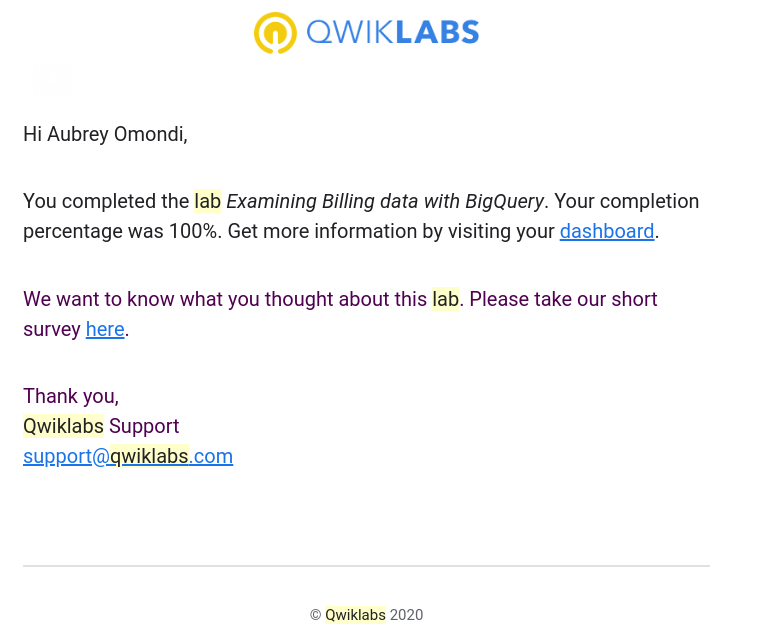 QWIKLABS
Hi Aubrey Omondi,
You completed the lab Examining Billing data with BigQuery. Your completion
percentage was 100%. Get more information by visiting your dashboard.
We want to know what you thought about this lab. Please take our short
survey here.
Thank you,
Qwiklabs Support
support@qwiklabs.com
© Qwiklabs 2020